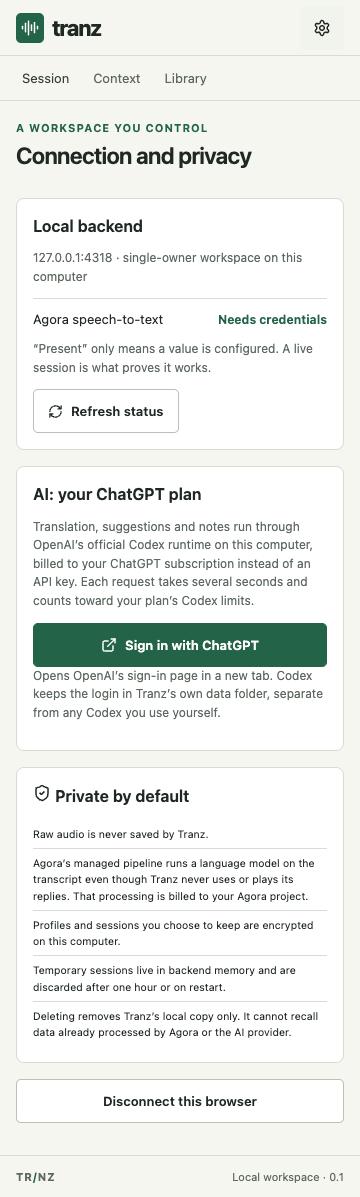 tranz
Session Context Library
A WORKSPACE YOU CONTROL
Connection and privacy
Local backend
127.0.0.1:4318 · single-owner workspace on this
computer
Agora speech-to-text Needs credentials
“Present” only means a value is configured. A live
session is what proves it works.
Refresh status
AI: your ChatGPT plan
Translation, suggestions and notes run through
OpenAI’s official Codex runtime on this computer,
billed to your ChatGPT subscription instead of an
API key. Each request takes several seconds and
counts toward your plan’s Codex limits.
Sign in with ChatGPT
Opens OpenAI’s sign-in page in a new tab. Codex
keeps the login in Tranz’s own data folder, separate
from any Codex you use yourself.
Private by default
Raw audio is never saved by Tranz.
Agora’s managed pipeline runs a language model on the
transcript even though Tranz never uses or plays its
replies. That processing is billed to your Agora project.
Profiles and sessions you choose to keep are encrypted
on this computer.
Temporary sessions live in backend memory and are
discarded after one hour or on restart.
Deleting removes Tranz’s local copy only. It cannot recall
data already processed by Agora or the AI provider.
Disconnect this browser
TR/NZ Local workspace · 0.1